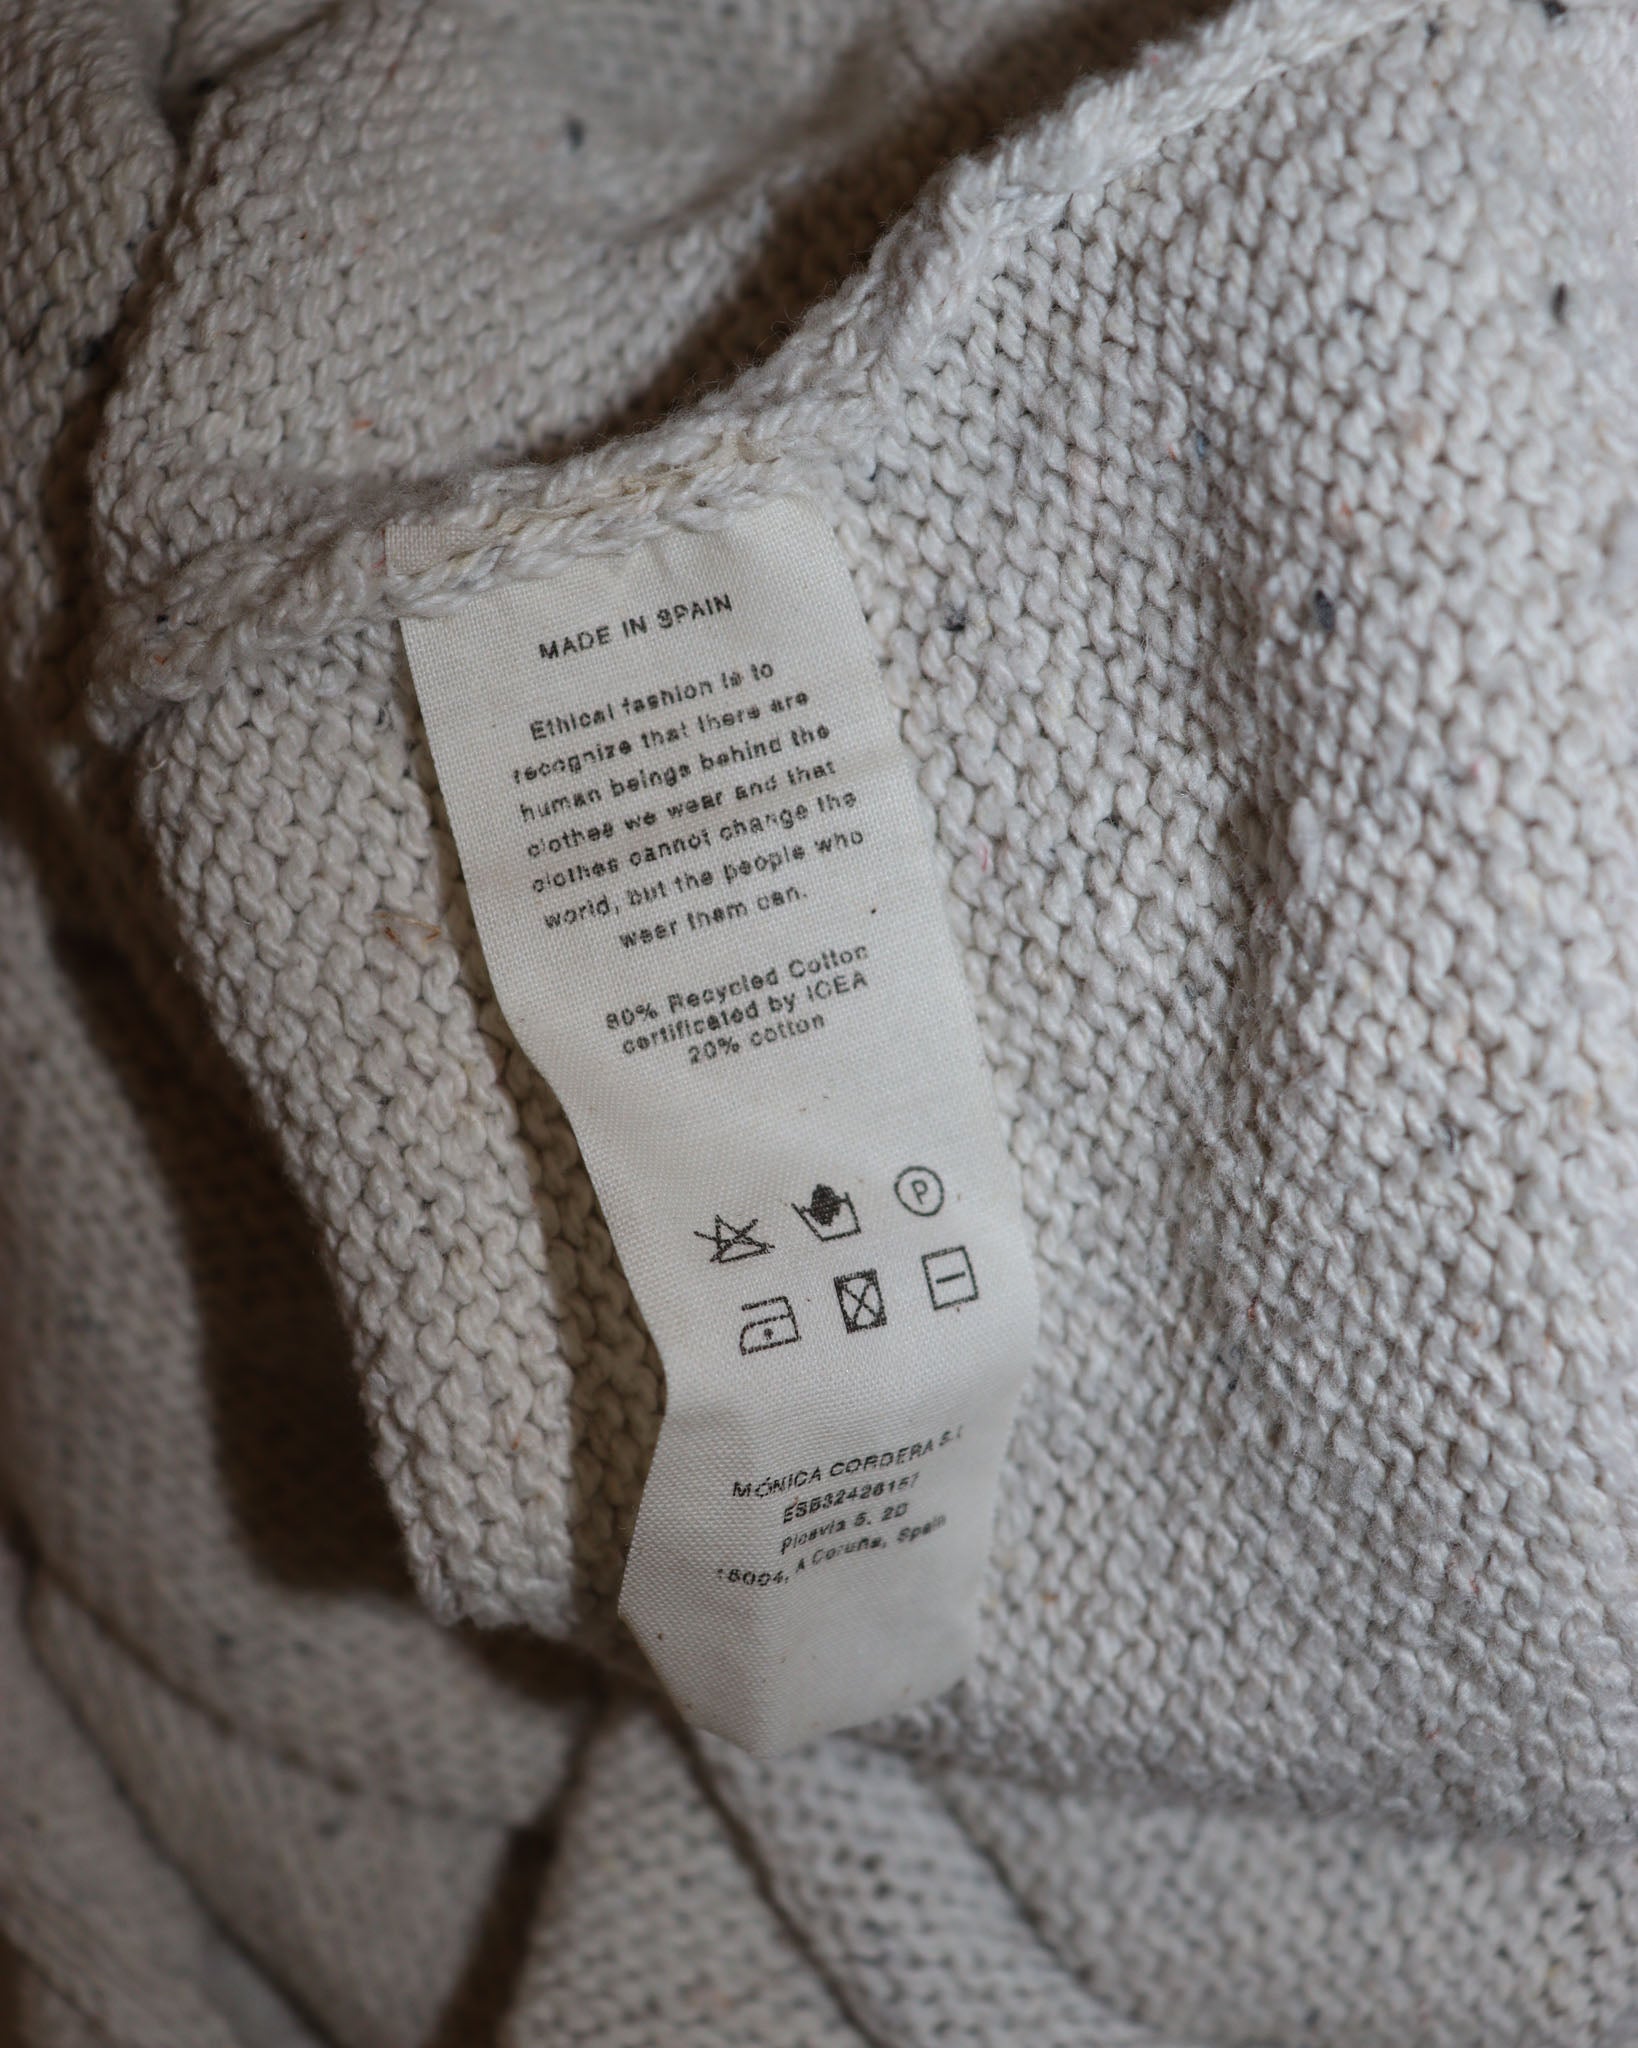 MADE IN SPAIN
Ethical fashion is to
recognize that there are
human beings behind the
clothes we wear and that
clothes cannot change the
world, but the people who
wear them can.
80% Recycled Cotton
certificated by ICEA
20% cotton
P
MÓNICA CORDERA S.L
ESB32426157
Picavia 5, 2D
A Coruña, Spain